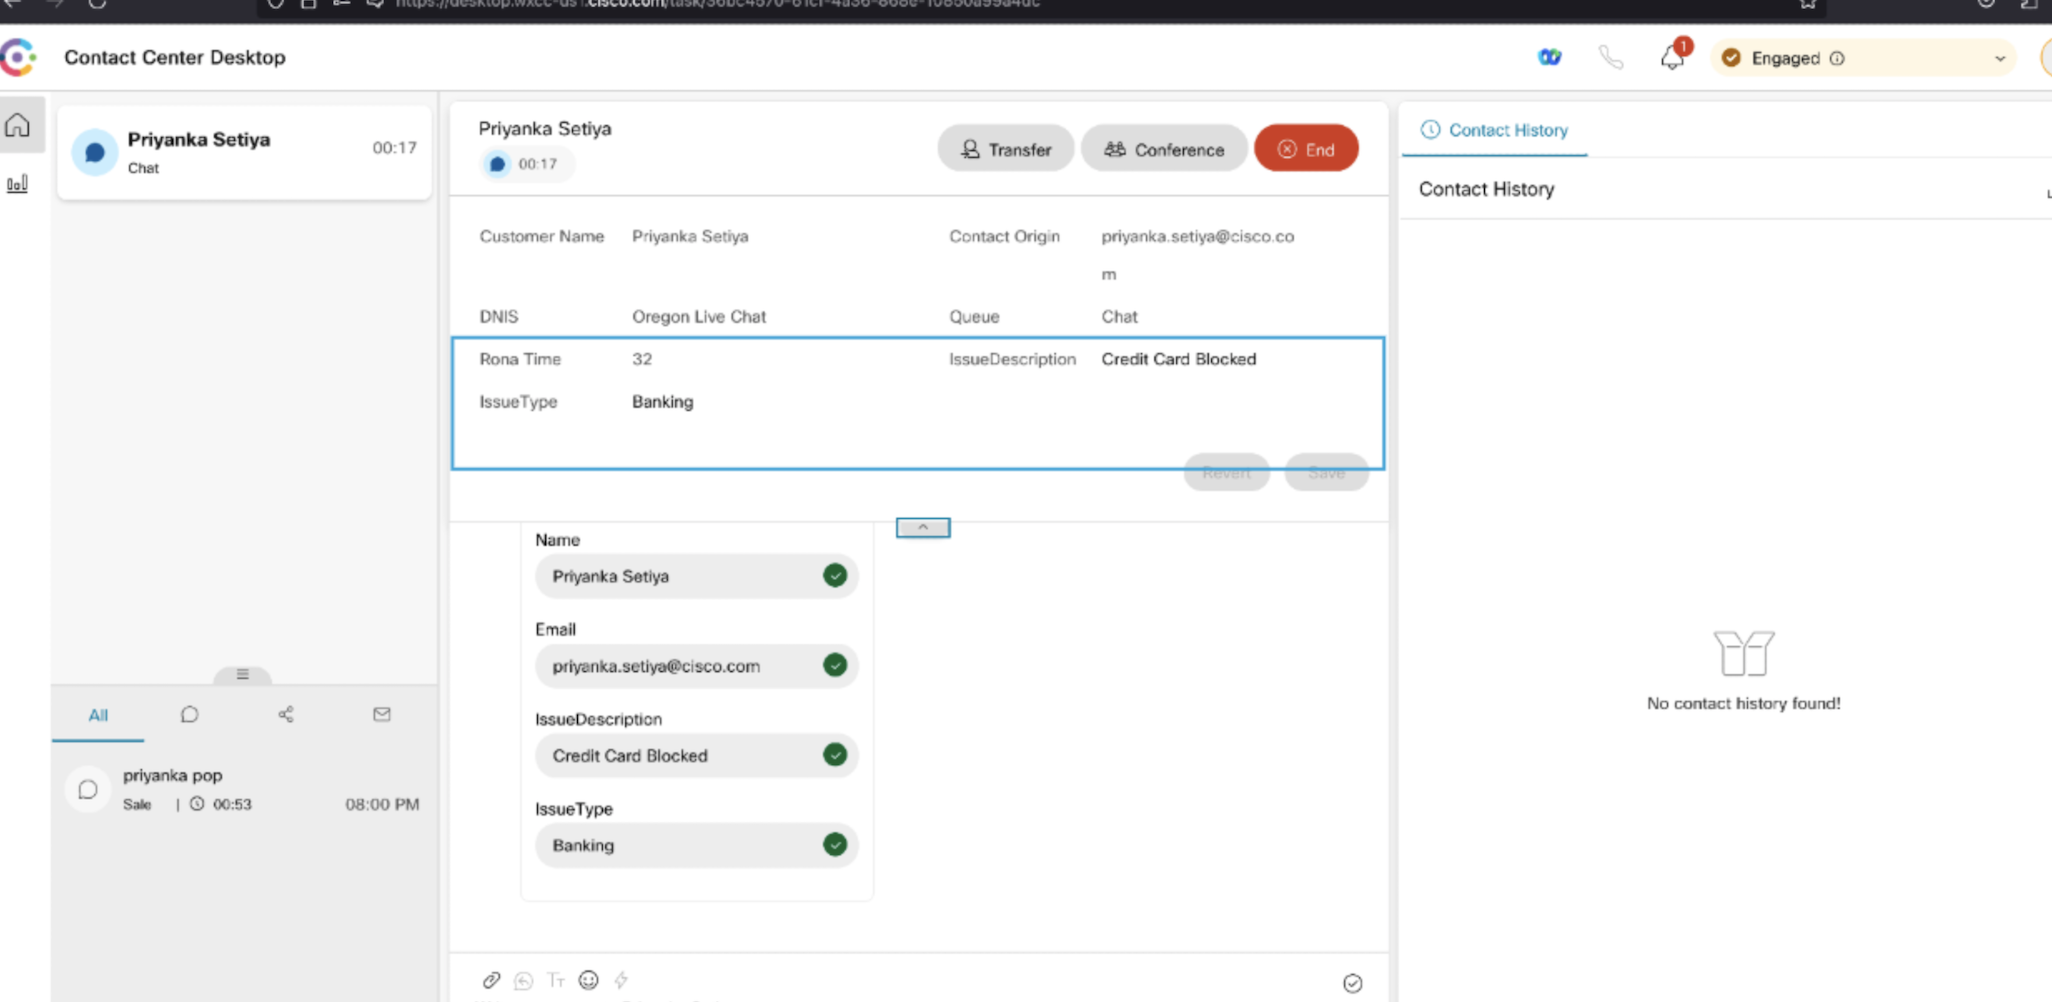 https://desktop.wxcc-us1.cisco.com/task/
Contact Center Desktop
1
Engaged
Priyanka Setiya
00:17
Chat
Priyanka Setiya
00:17
Transfer
Conference
End
Contact History
Contact History
Customer Name
Priyanka Setiya
Contact Origin
priyanka.setiya@cisco.co
m
DNIS
Oregon Live Chat
Queue
Chat
Rona Time
32
IssueDescription
Credit Card Blocked
IssueType
Banking
Revert
Save
Name
Priyanka Setiya
Email
priyanka.setiya@cisco.com
IssueDescription
Credit Card Blocked
IssueType
Banking
No contact history found!
All
priyanka pop
Sale | 00:53
08:00 PM
Tт